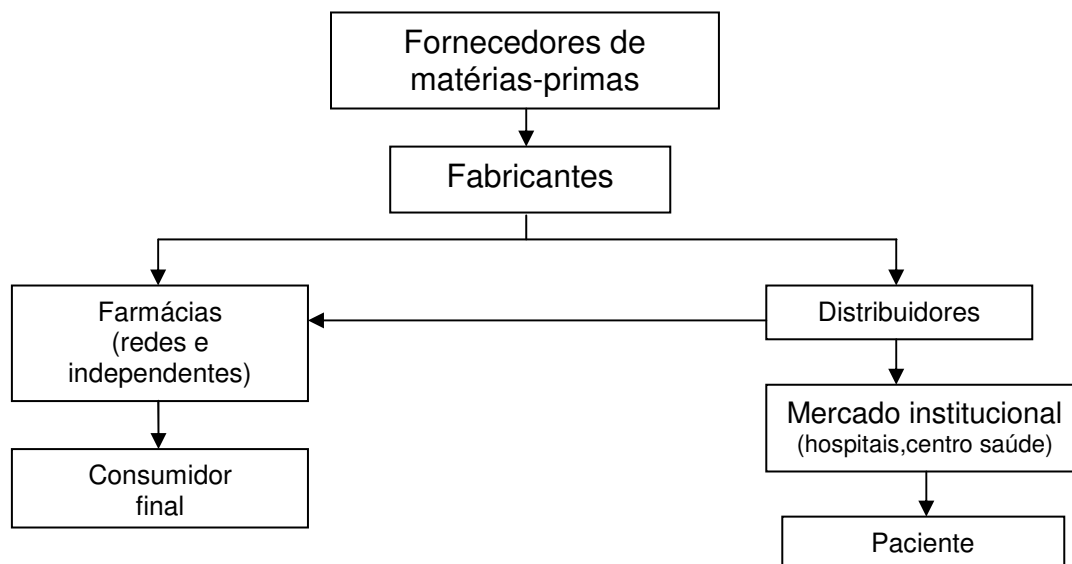 Fornecedores de
matérias-primas
Fabricantes
Farmácias
(redes e
independentes)
Distribuidores
Mercado institucional
(hospitais,centro saúde)
Consumidor
final
Paciente